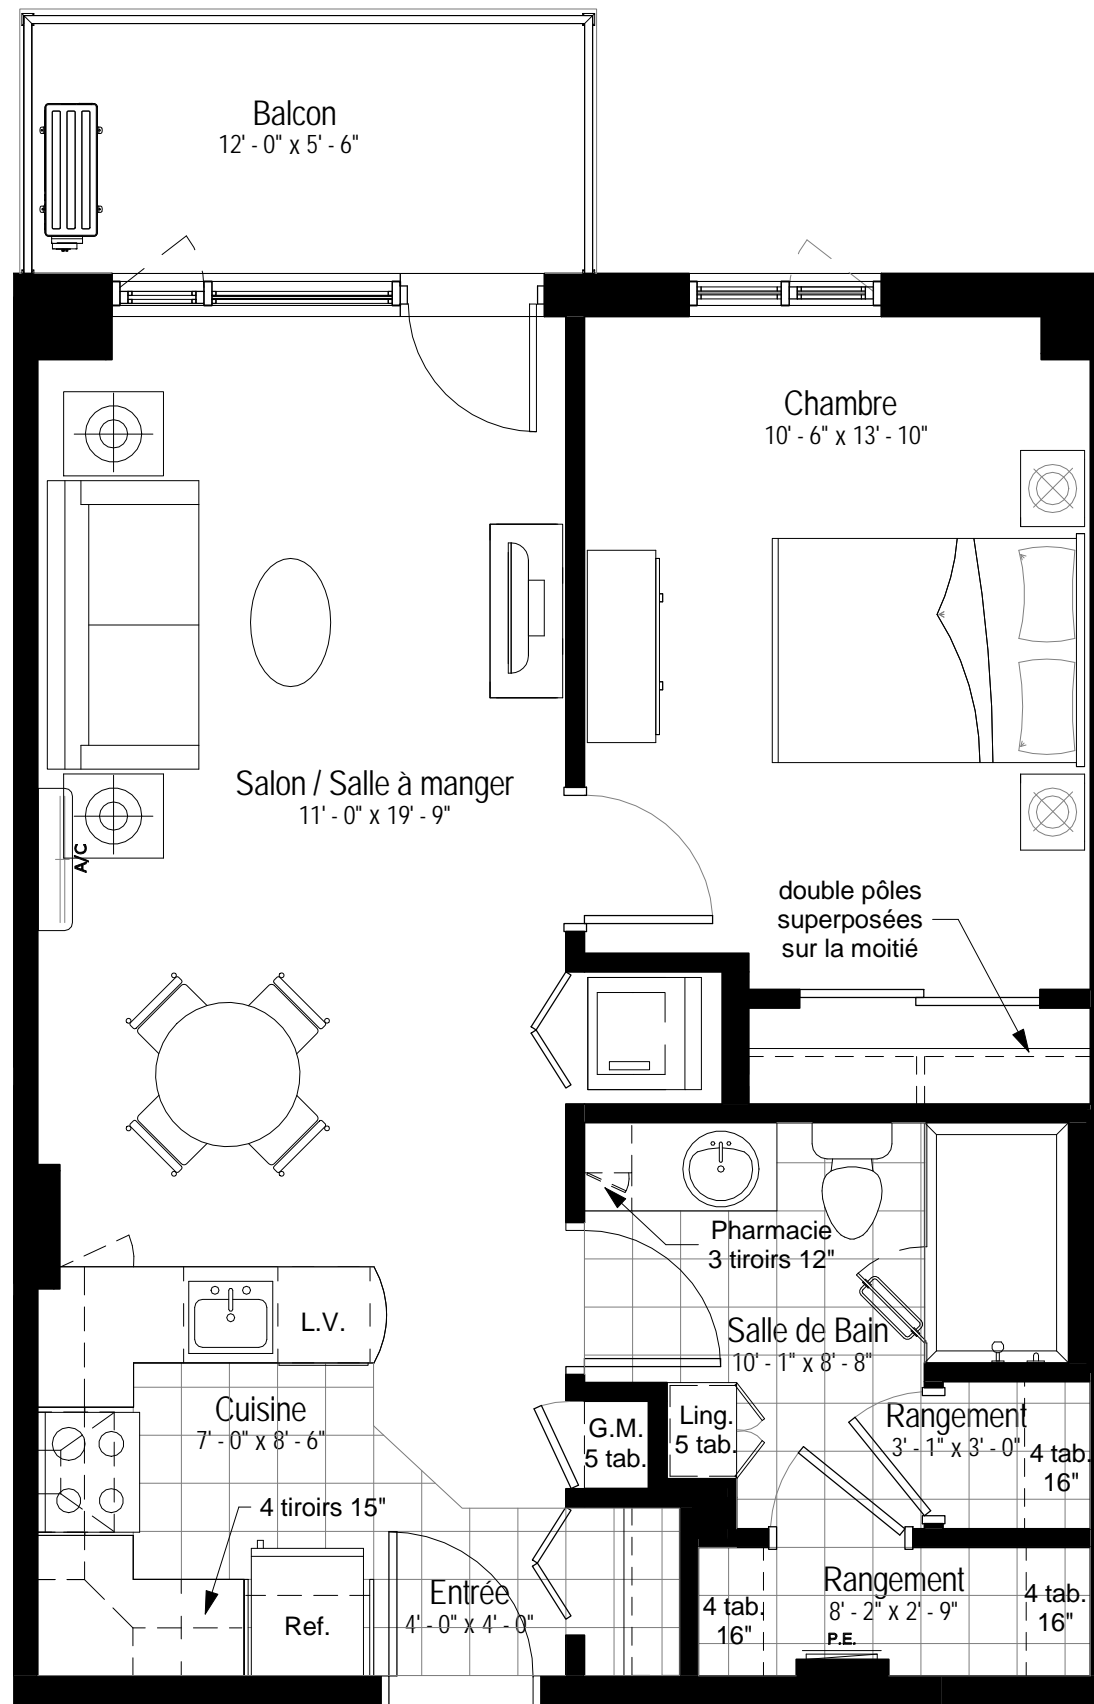 Balcon
12' - 0" x 5' - 6"
Chambre
10' - 6" x 13' - 10"
Salon / Salle à manger
11' - 0" x 19' - 9"
A/C
double pôles
superposées
sur la moitié
Pharmacie
3 tiroirs 12"
L.V.
Salle de Bain
10' - 1" x 8' - 8"
Cuisine
7' - 0" x 8' - 6"
G.M.
5 tab.
Ling.
5 tab.
Rangement
3' - 1" x 3' - 0"
4 tab.
16"
4 tiroirs 15"
Ref.
Entrée
4' - 0" x 4' - 0"
Rangement
8' - 2" x 2' - 9"
4 tab.
16"
4 tab.
16"
P.E.